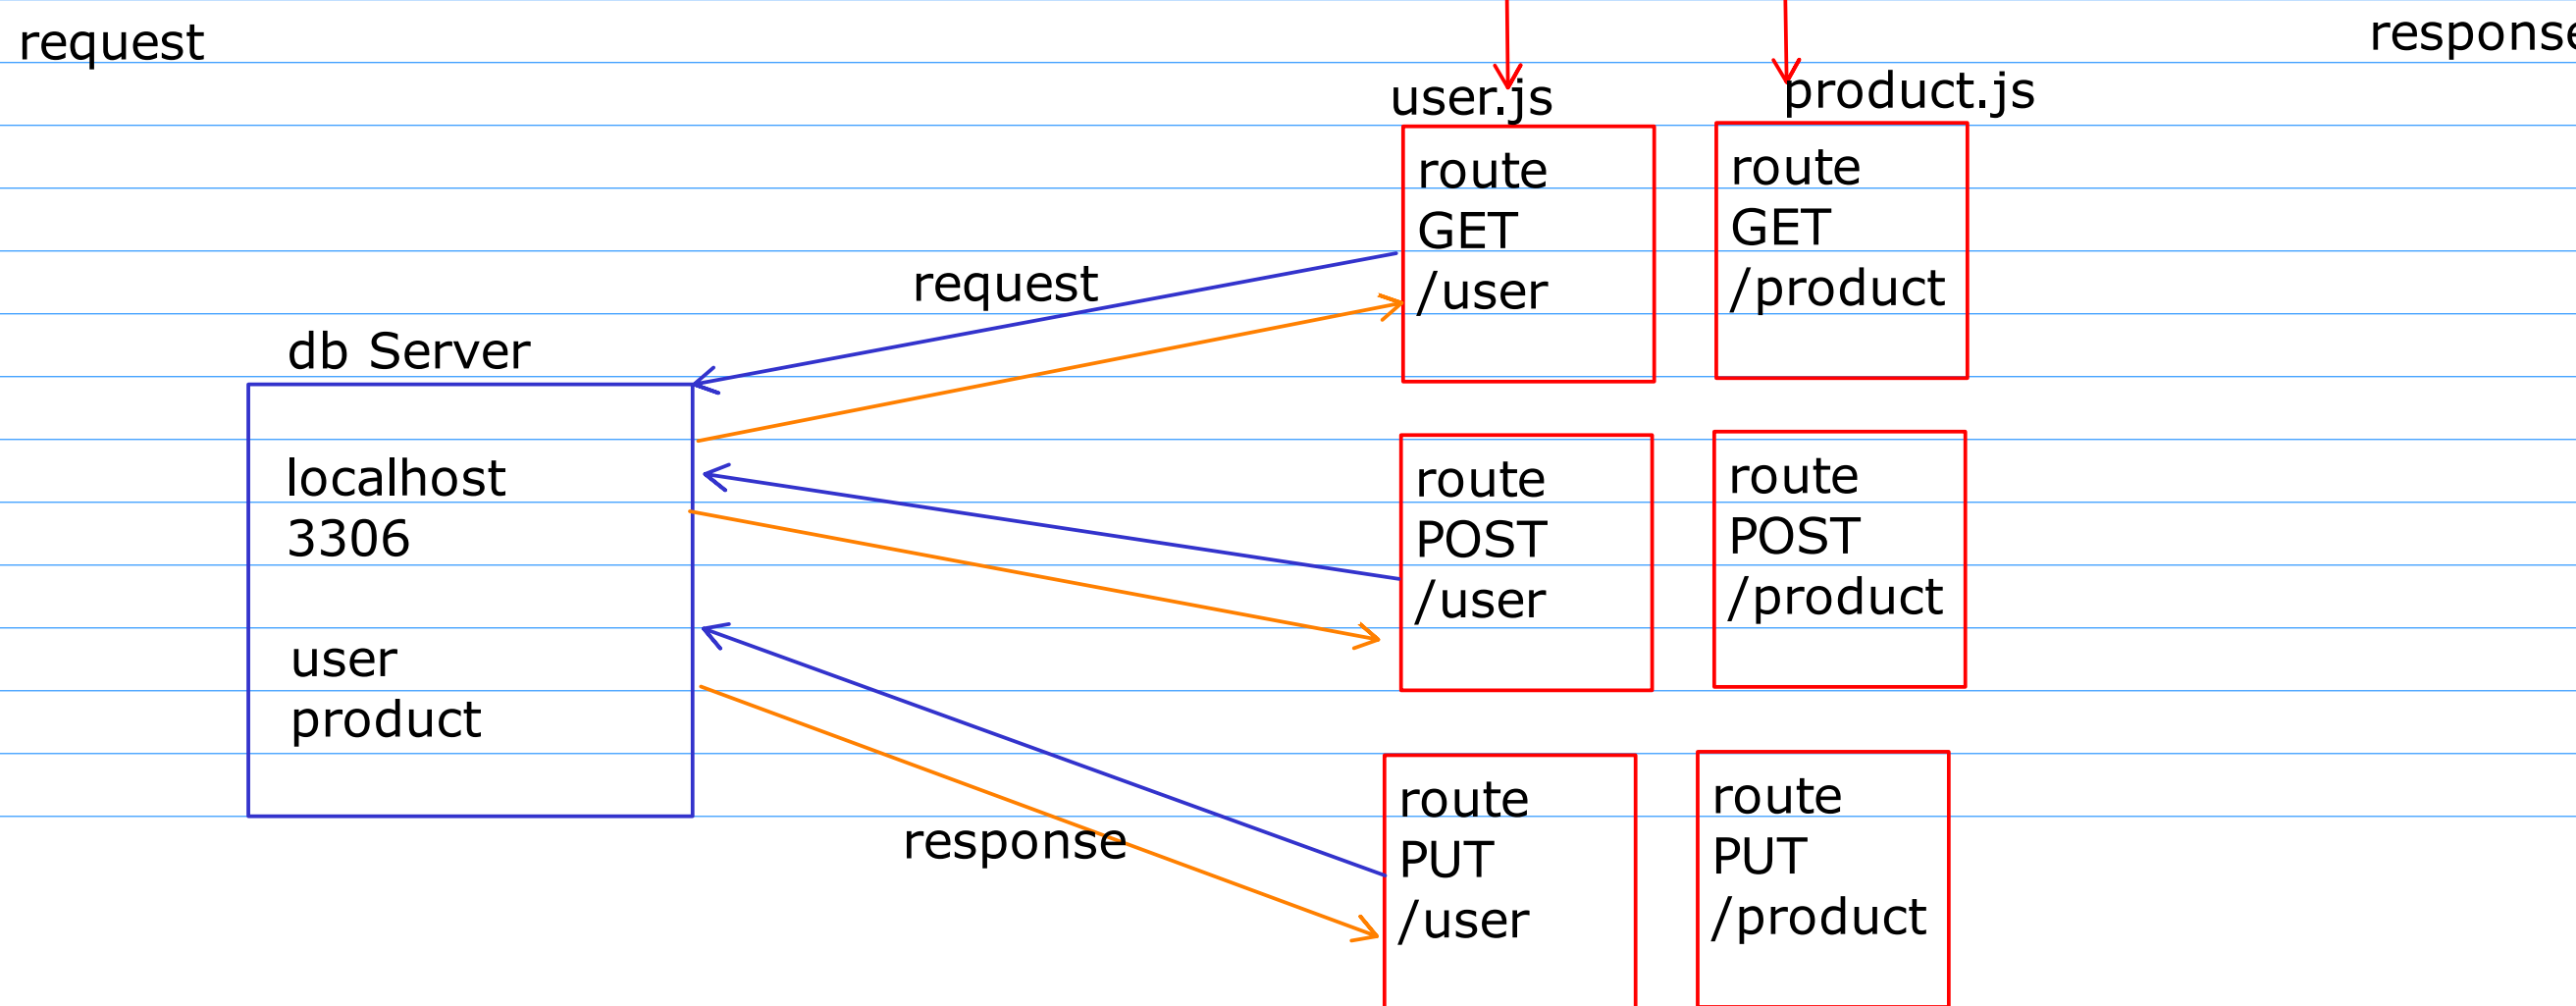 request
response
user.js
product.js
route
GET
/user
route
GET
/product
request
db Server
localhost
3306
user
product
route
POST
/user
route
POST
/product
response
route
PUT
/user
route
PUT
/product